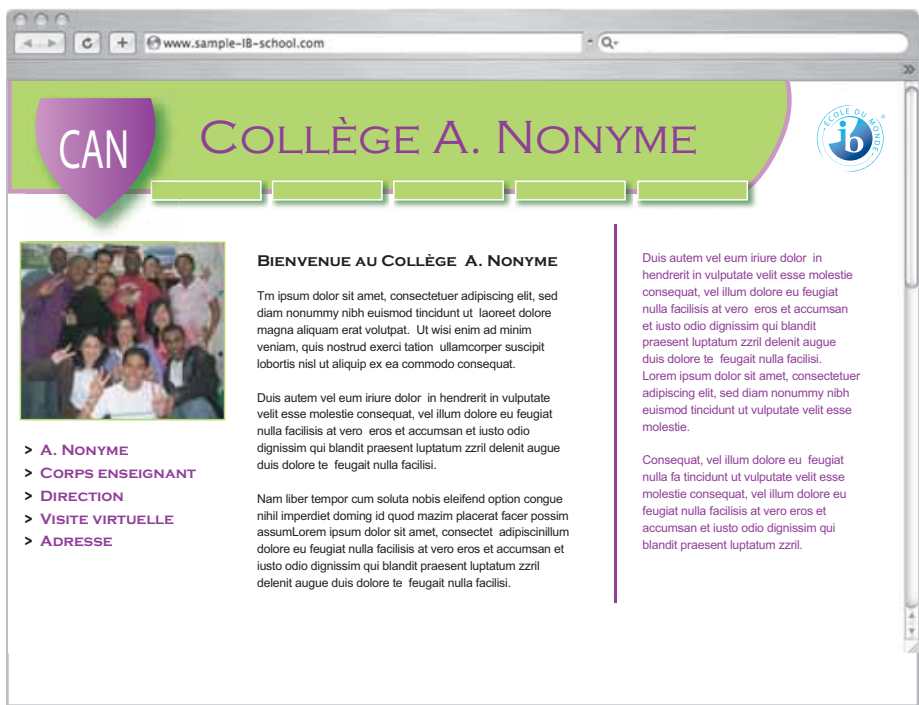 www.sample-IB-school.com
CAN
COLLÈGE A. NONYME
ÉCOLE DU MONDE
ib
®
BIENVENUE AU COLLÈGE A. NONYME
Tm ipsum dolor sit amet, consectetuer adipiscing elit, sed
diam nonummy nibh euismod tincidunt ut laoreet dolore
magna aliquam erat volutpat. Ut wisi enim ad minim
veniam, quis nostrud exerci tation ullamcorper suscipit
lobortis nisl ut aliquip ex ea commodo consequat.
Duis autem vel eum iriure dolor in hendrerit in vulputate
velit esse molestie consequat, vel illum dolore eu feugiat
nulla facilisis at vero eros et accumsan et iusto odio
dignissim qui blandit praesent luptatum zzril delenit augue
duis dolore te feugait nulla facilisi.
Nam liber tempor cum soluta nobis eleifend option congue
nihil imperdiet doming id quod mazim placerat facer possim
assumLorem ipsum dolor sit amet, consectet adipiscinillum
dolore eu feugiat nulla facilisis at vero eros et accumsan et
iusto odio dignissim qui blandit praesent luptatum zzril
delenit augue duis dolore te feugait nulla facilisi.
> A. NONYME
> CORPS ENSEIGNANT
> DIRECTION
> VISITE VIRTUELLE
> ADRESSE
Duis autem vel eum iriure dolor in
hendrerit in vulputate velit esse molestie
consequat, vel illum dolore eu feugiat
nulla facilisis at vero eros et accumsan
et iusto odio dignissim qui blandit
praesent luptatum zzril delenit augue
duis dolore te feugait nulla facilisi.
Lorem ipsum dolor sit amet, consectetuer
adipiscing elit, sed diam nonummy nibh
euismod tincidunt ut vulputate velit esse
molestie.
Consequat, vel illum dolore eu feugiat
nulla fa tincidunt ut vulputate velit esse
molestie consequat, vel illum dolore eu
feugiat nulla facilisis at vero eros et
accumsan et iusto odio dignissim qui
blandit praesent luptatum zzril.